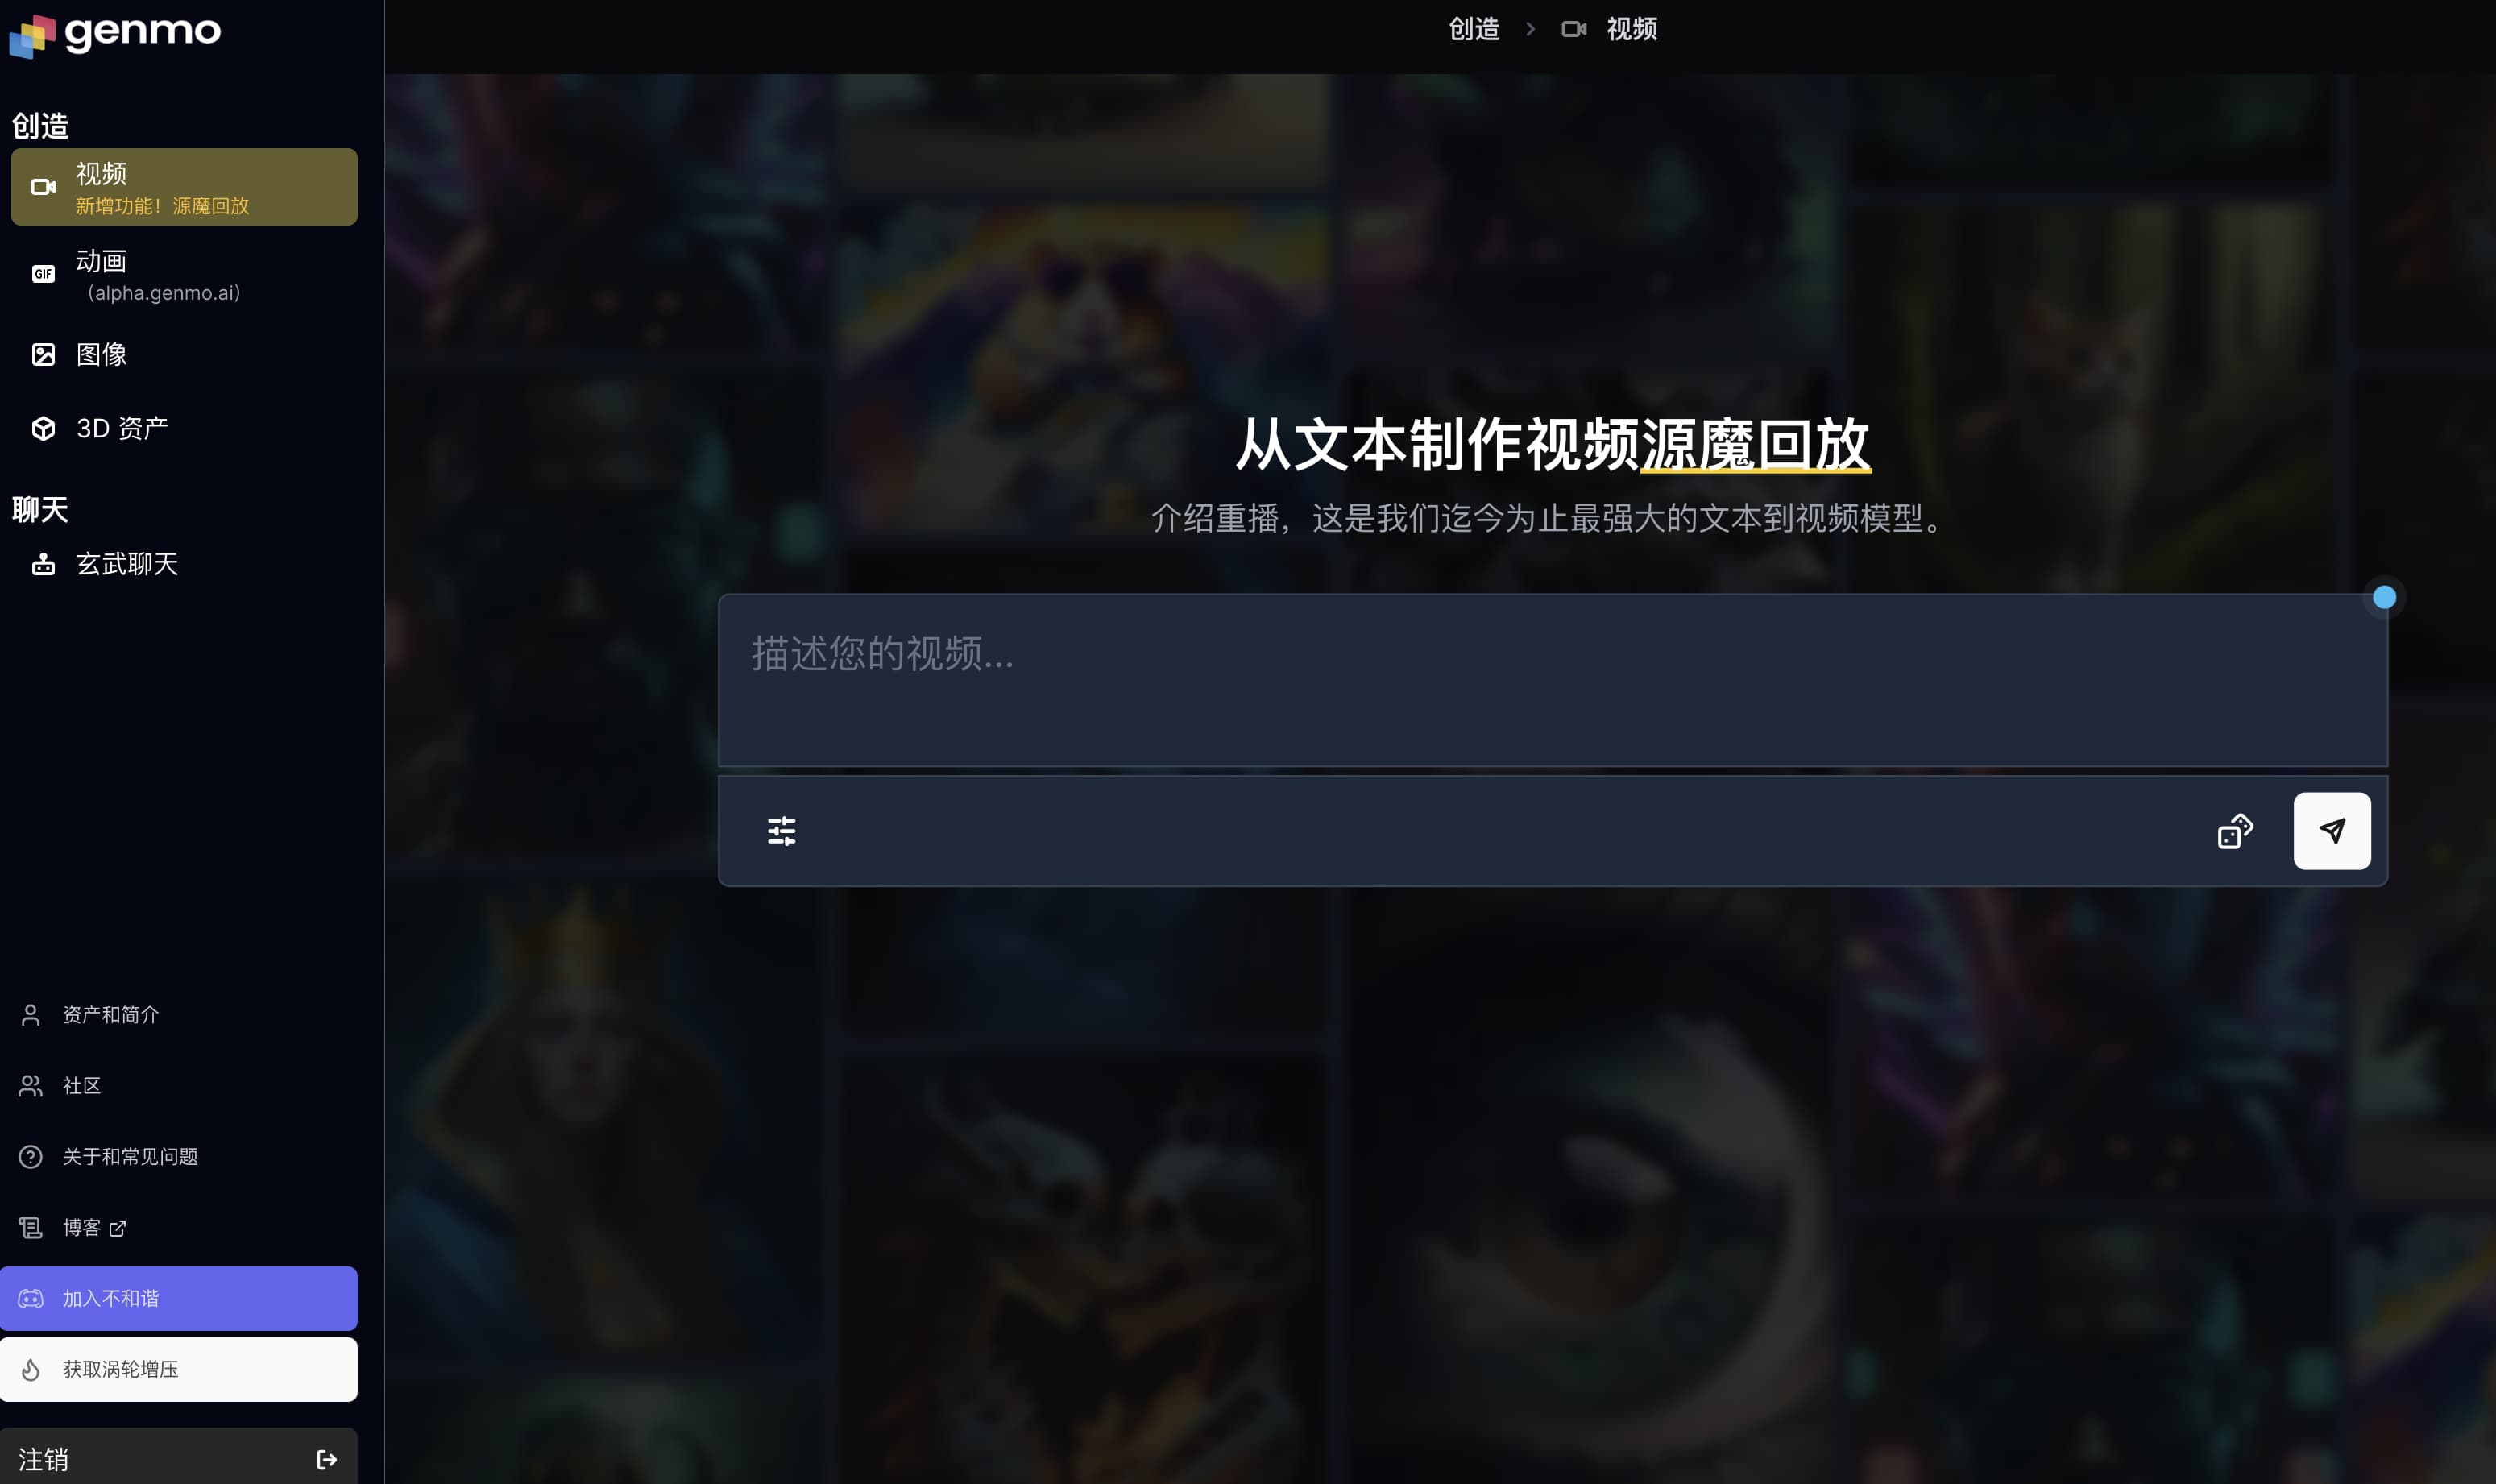 genmo
创造
视频
新增功能！源魔回放
GIF
动画
（alpha.genmo.ai）
图像
3D 资产
聊天
玄武聊天
资产和简介
社区
关于和常见问题
博客
加入不和谐
获取涡轮增压
注销
创造 > 视频
从文本制作视频源魔回放
介绍重播，这是我们迄今为止最强大的文本到视频模型。
描述您的视频...